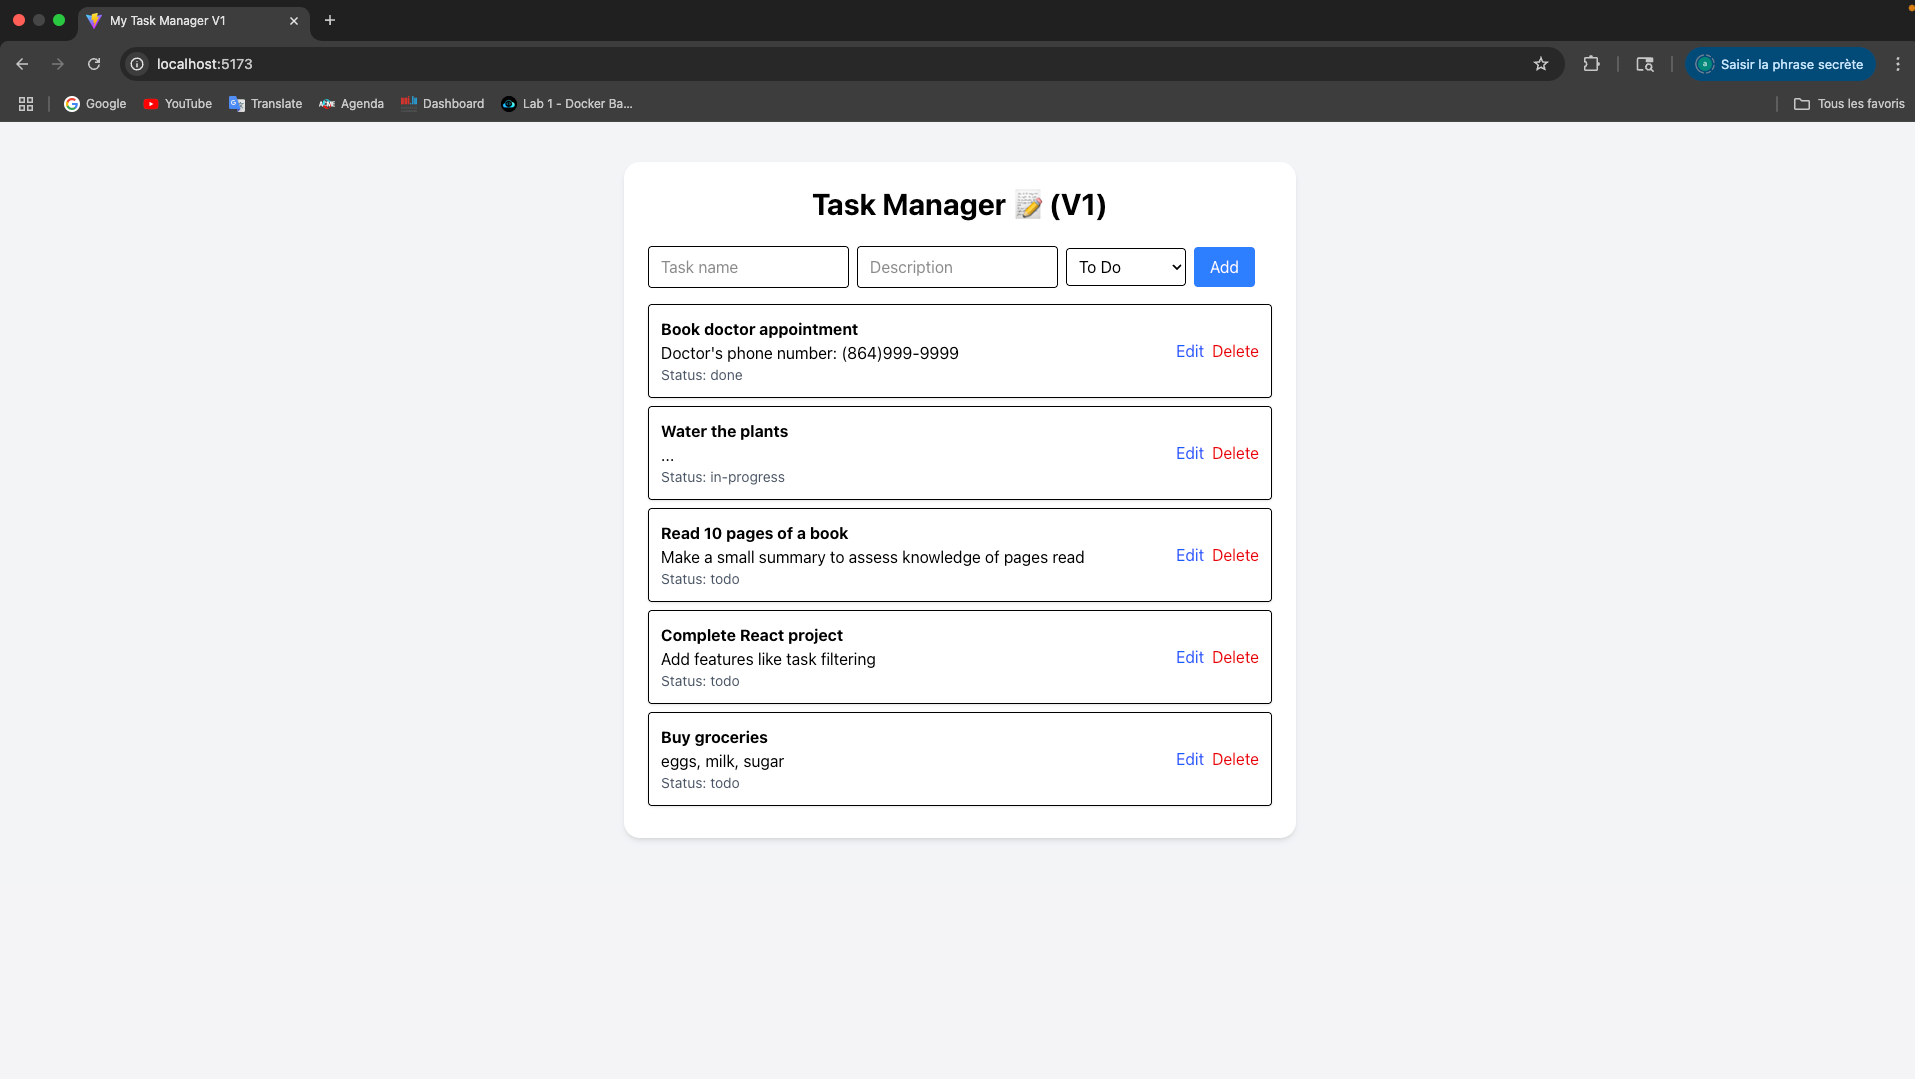 My Task Manager V1
localhost:5173
Saisir la phrase secrète
Google YouTube Translate Agenda Dashboard Lab 1 - Docker Ba... Tous les favoris
Task Manager 📝 (V1)
Task name Description To Do Add
Book doctor appointment
Doctor's phone number: (864)999-9999
Status: done
Edit Delete
Water the plants
...
Status: in-progress
Edit Delete
Read 10 pages of a book
Make a small summary to assess knowledge of pages read
Status: todo
Edit Delete
Complete React project
Add features like task filtering
Status: todo
Edit Delete
Buy groceries
eggs, milk, sugar
Status: todo
Edit Delete